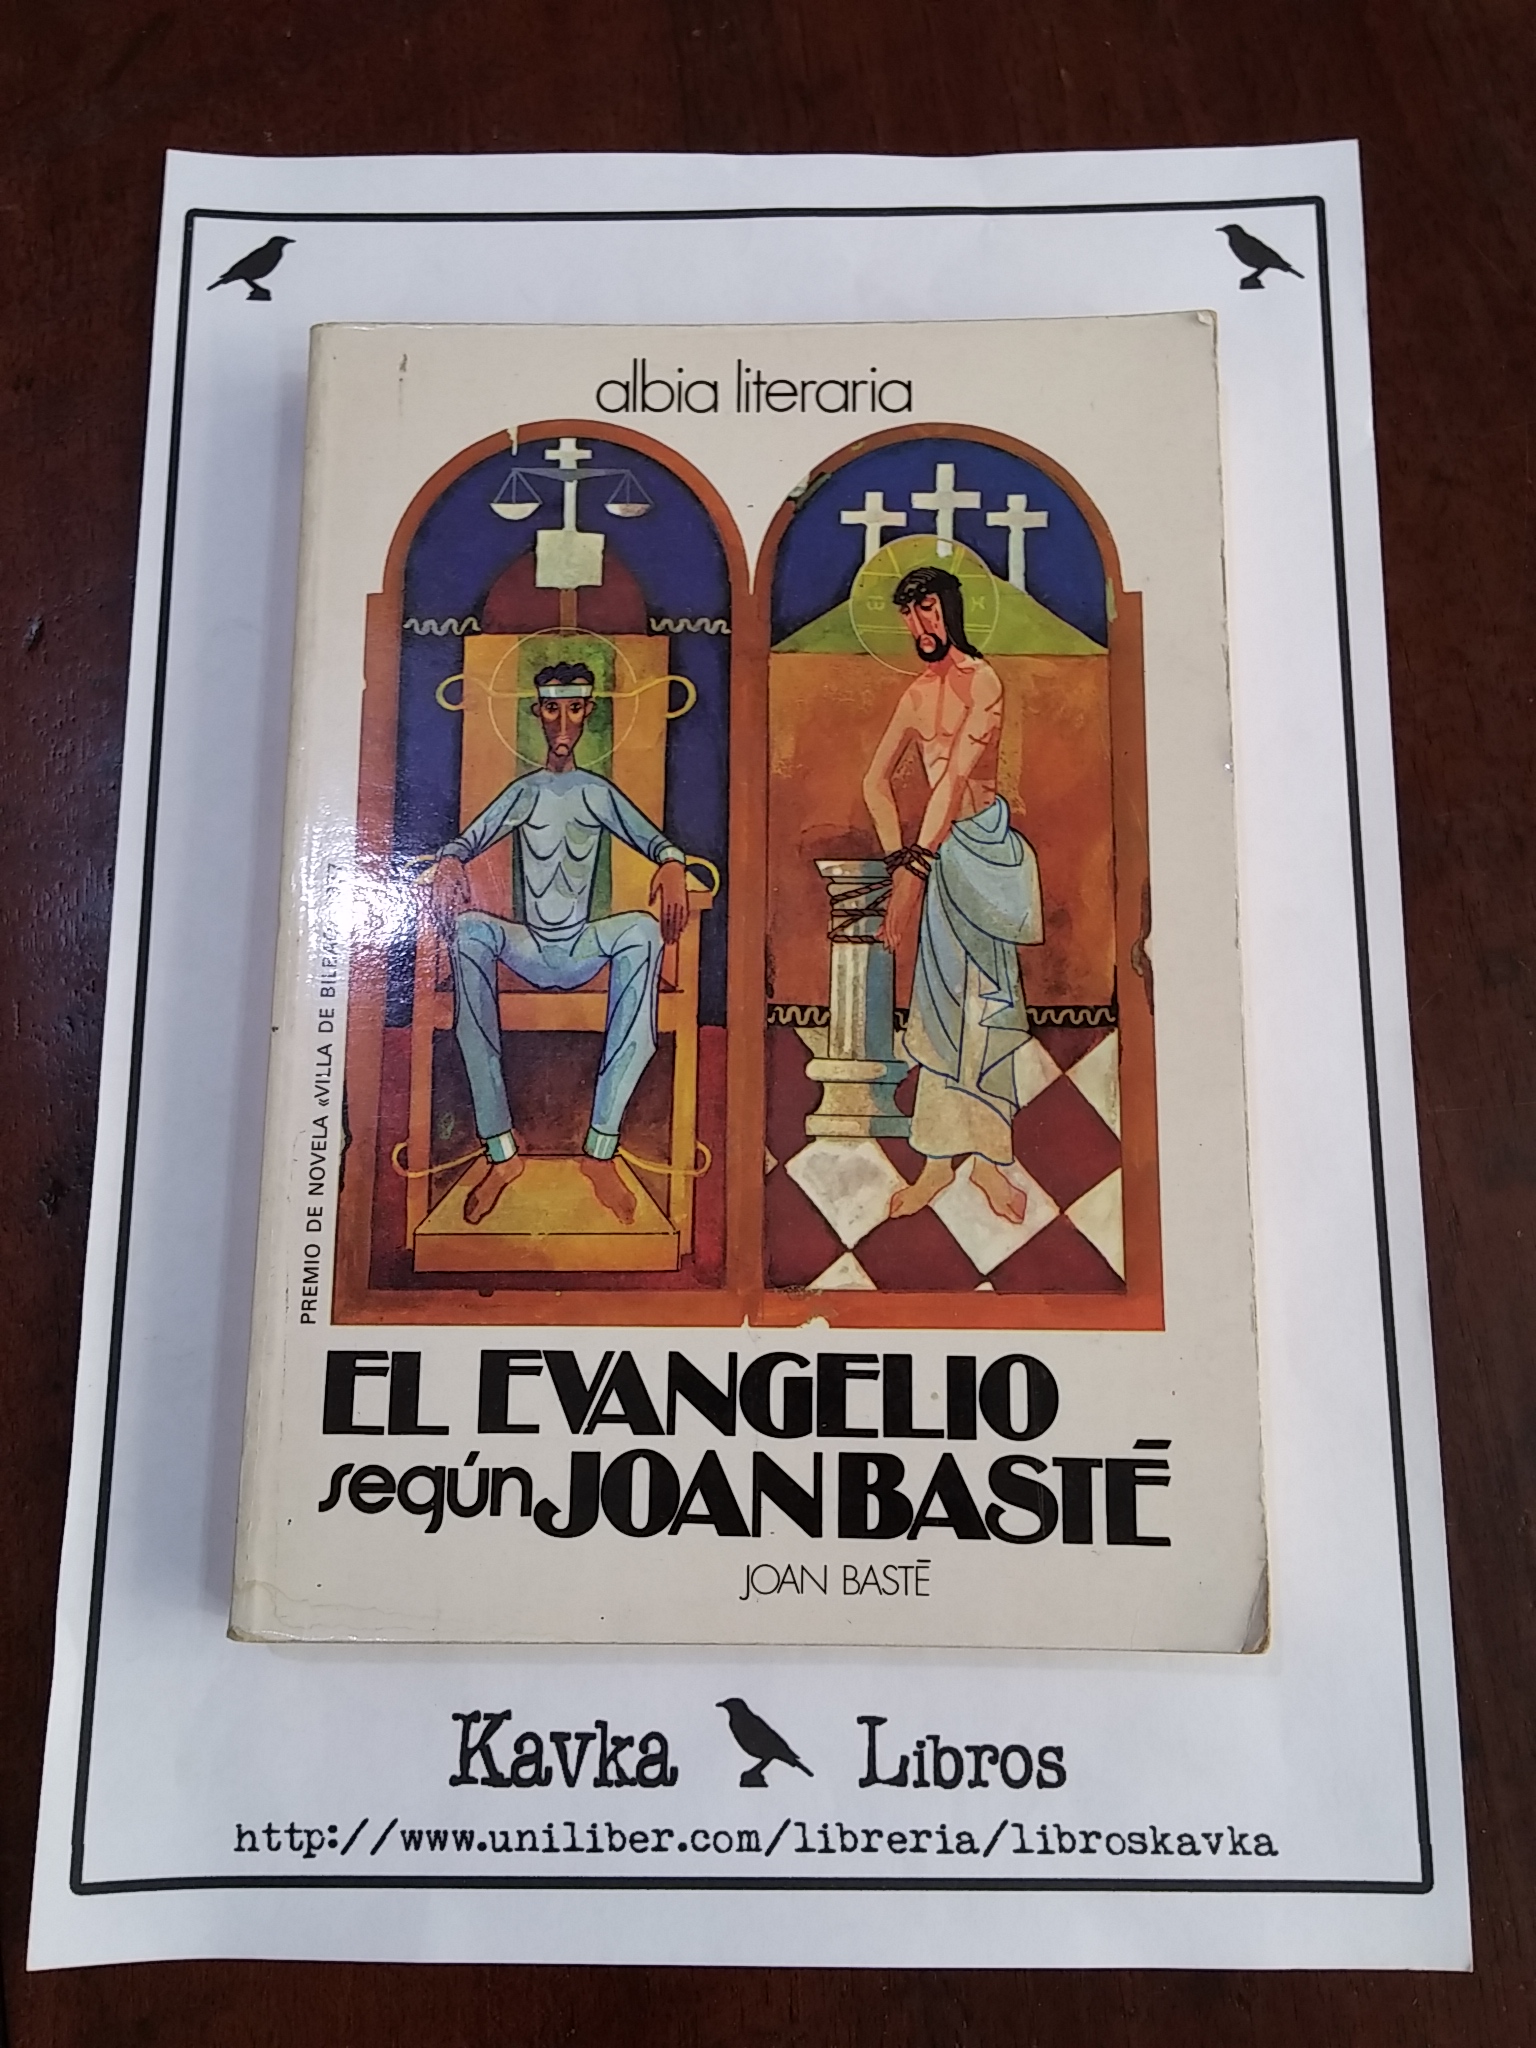 albia literaria
PREMIO DE NOVELA «VILLA DE
EL EVANGELIO
según JOAN BASTÉ
JOAN BASTÉ
Kavka Libros
http://www.uniliber.com/libreria/libroskavka